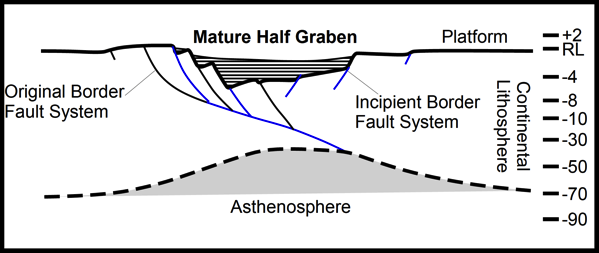 Mature Half Graben
Platform
Original Border
Fault System
Incipient Border
Fault System
Continental
Lithosphere
Asthenosphere
+2
RL
-4
-8
-10
-30
-50
-70
-90